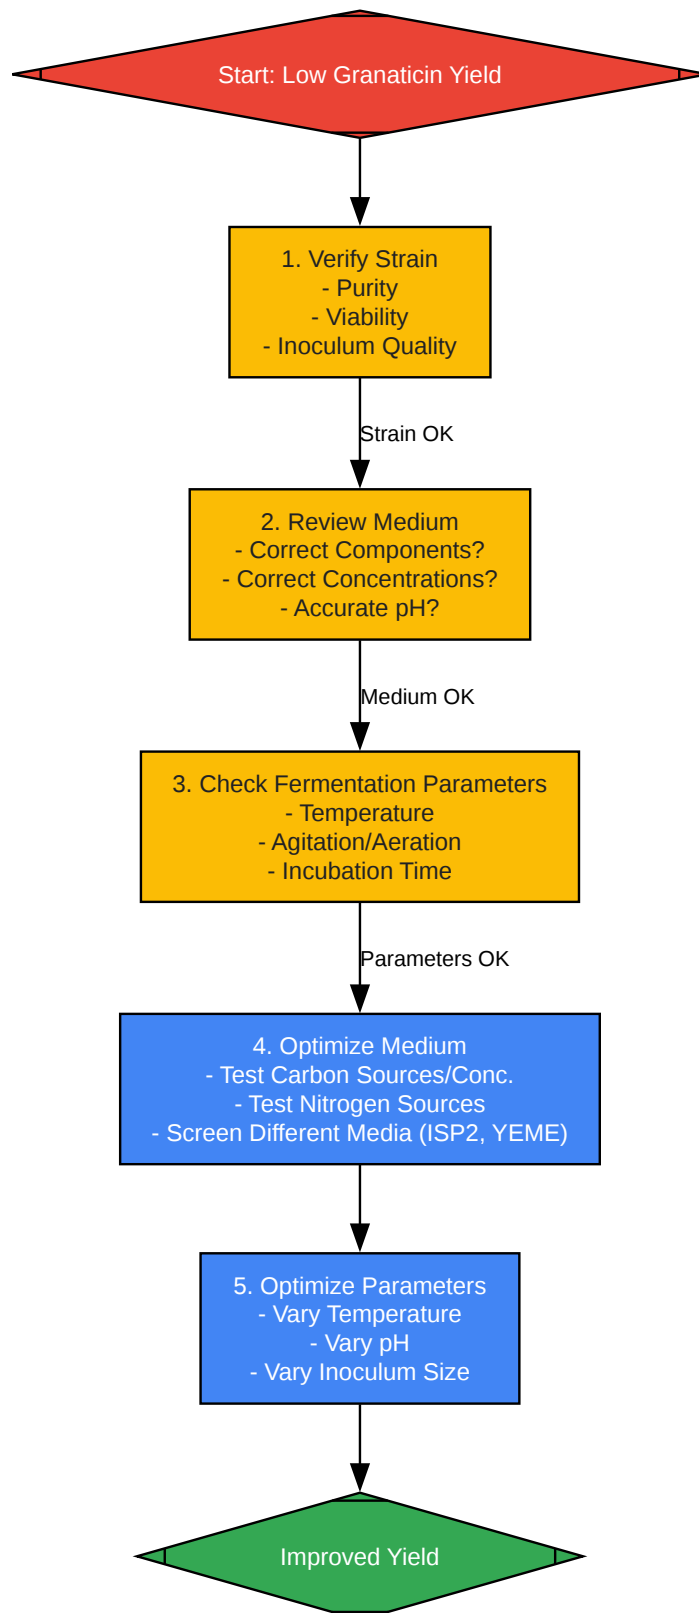 Start: Low Granaticin Yield
1. Verify Strain
- Purity
- Viability
- Inoculum Quality
Strain OK
2. Review Medium
- Correct Components?
- Correct Concentrations?
- Accurate pH?
Medium OK
3. Check Fermentation Parameters
- Temperature
- Agitation/Aeration
- Incubation Time
Parameters OK
4. Optimize Medium
- Test Carbon Sources/Conc.
- Test Nitrogen Sources
- Screen Different Media (ISP2, YEME)
5. Optimize Parameters
- Vary Temperature
- Vary pH
- Vary Inoculum Size
Improved Yield